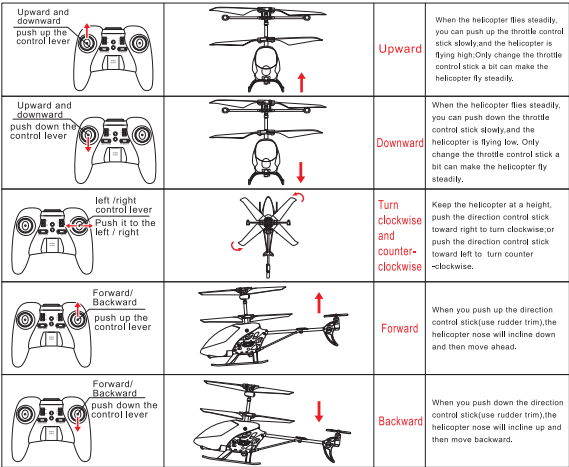 Upward and
downward
push up the
control lever
Upward
When the helicopter flies steadily,
you can push up the throttle control
stick slowly,and the helicopter is
flying high;Only change the throttle
control stick a bit can make the
helicopter fly steadily.
Upward and
downward
push down the
control lever
Downward
When the helicopter flies steadily,
you can push down the throttle
control stick slowly,and the
helicopter is flying low. Only
change the throttle control stick a
bit can make the helicopter fly
steadily.
left /right
control lever
Push it to the
left / right
Turn
clockwise
and
counter-
clockwise
Keep the helicopter at a height,
push the direction control stick
toward right to turn clockwise;or
push the direction control stick
toward left to turn counter
-clockwise.
Forward/
Backward
push up the
control lever
Forward
When you push up the direction
control stick(use rudder trim),the
helicopter nose will incline down
and then move ahead.
Forward/
Backward
push down the
control lever
Backward
When you push down the direction
control stick(use rudder trim),the
helicopter nose will incline up and
then move backward.